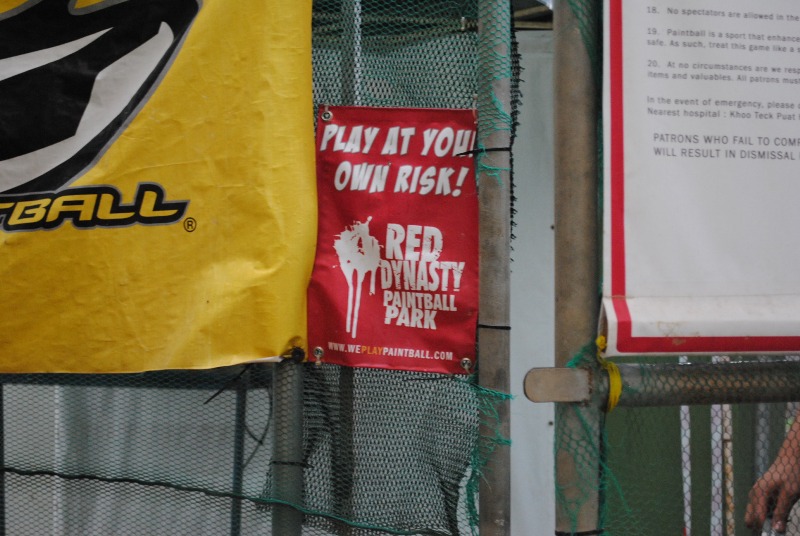 TBALL®
PLAY AT YOU
OWN RISK!
RED
DYNASTY
PAINTBALL
PARK
WWW.WEPLAYPAINTBALL.COM
18. No spectators are allowed in the
19. Paintball is a sport that enhance
safe. As such, treat this game like a
20. At no circumstances are we resp
items and valuables. All patrons mus
In the event of emergency, please
Nearest hospital : Khoo Teck Puat
PATRONS WHO FAIL TO COMP
WILL RESULT IN DISMISSAL